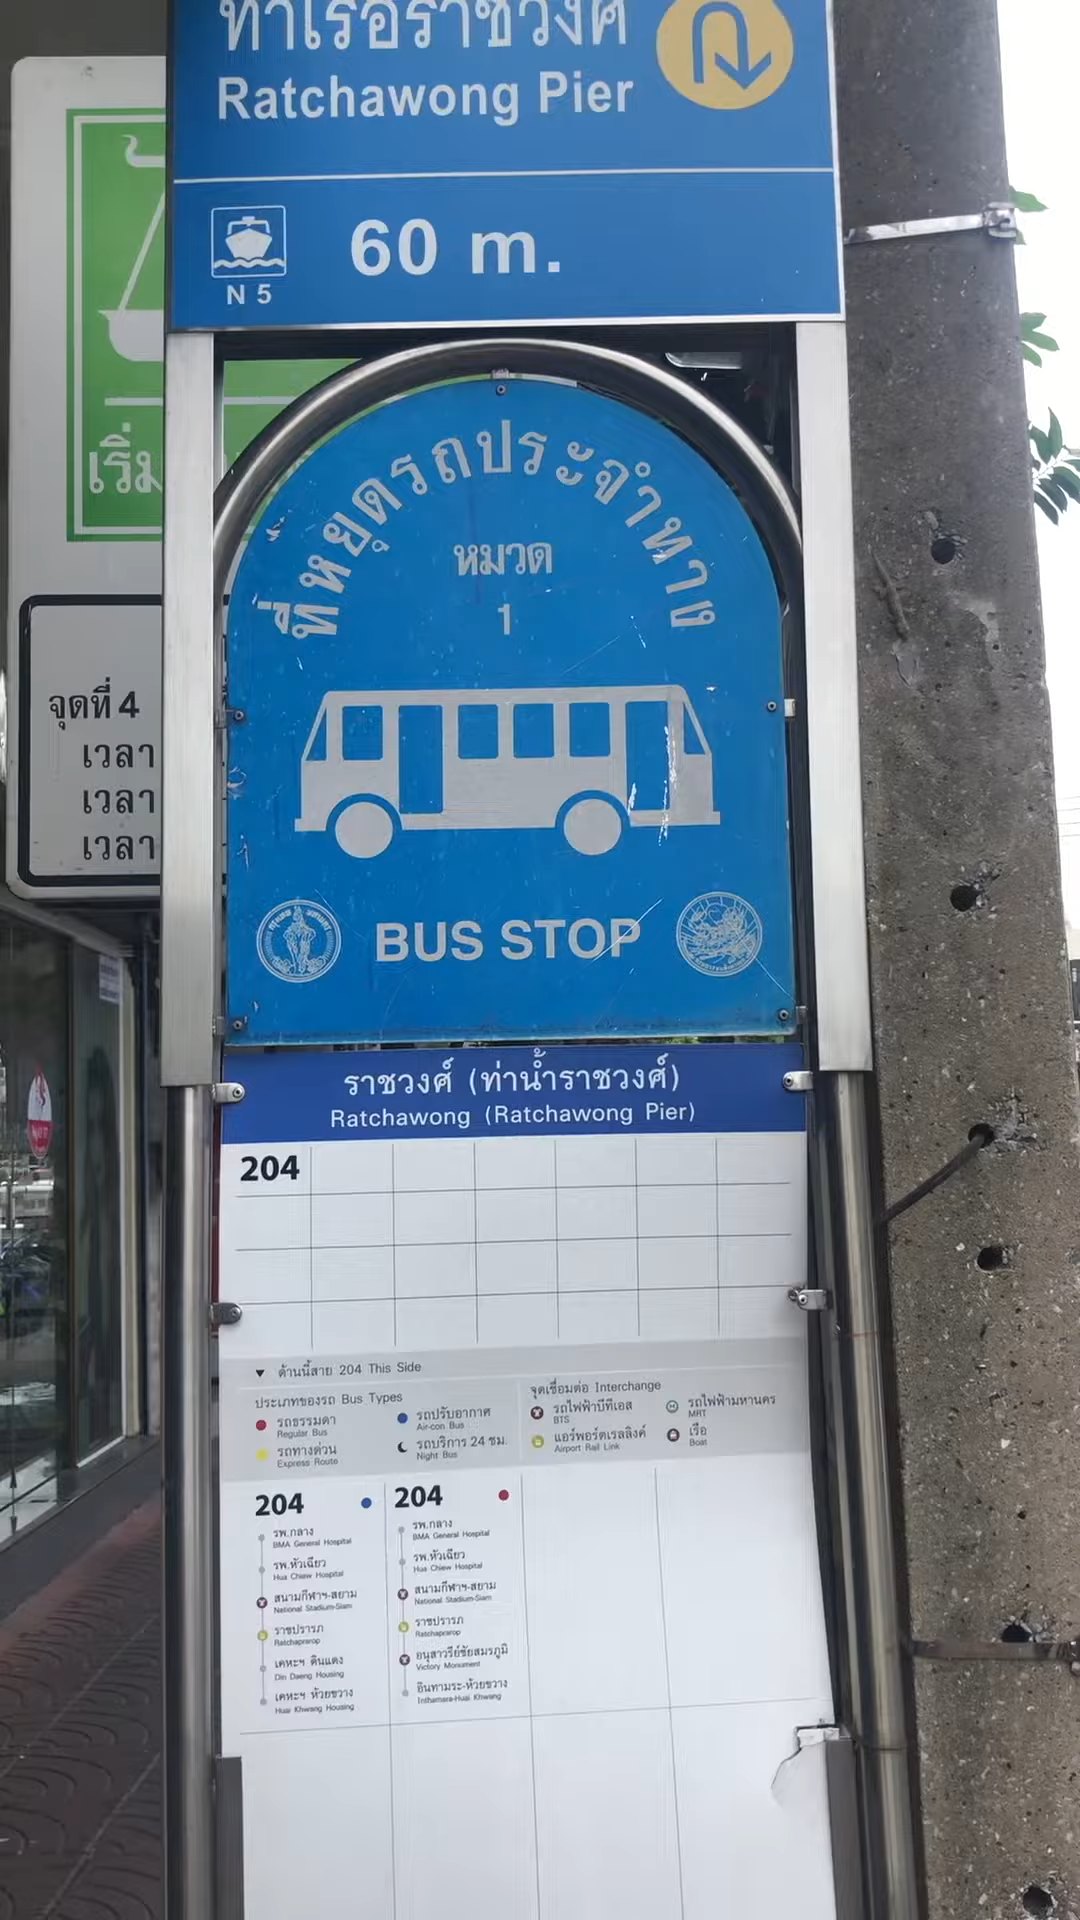 ท่าเรือราชวงศ์
Ratchawong Pier
N 5
60 m.
เริ่ม
จุดที่ 4
เวลา
เวลา
เวลา
ที่หยุดรถประจำทาง
หมวด
1
BUS STOP
ราชวงศ์ (ท่าน้ำราชวงศ์)
Ratchawong (Ratchawong Pier)
204
▼ ด้านนี้สาย 204 This Side
ประเภทของรถ Bus Types
รถธรรมดา
Regular Bus
รถปรับอากาศ
Air-con Bus
รถทางด่วน
Express Route
รถบริการ 24 ชม.
Night Bus
จุดเชื่อมต่อ Interchange
รถไฟฟ้าบีทีเอส
BTS
รถไฟฟ้ามหานคร
MRT
แอร์พอร์ตเรลลิงค์
Airport Rail Link
เรือ
Boat
204
รพ.กลาง
BMA General Hospital
รพ.หัวเฉียว
Hua Chiew Hospital
สนามกีฬาฯ-สยาม
National Stadium-Siam
ราชปรารภ
Ratchaprarop
เคหะฯ ดินแดง
Din Daeng Housing
เคหะฯ ห้วยขวาง
Huai Khwang Housing
204
รพ.กลาง
BMA General Hospital
รพ.หัวเฉียว
Hua Chiew Hospital
สนามกีฬาฯ-สยาม
National Stadium-Siam
ราชปรารภ
Ratchaprarop
อนุสาวรีย์ชัยสมรภูมิ
Victory Monument
อินทามระ-ห้วยขวาง
Inthamara-Huai Khwang